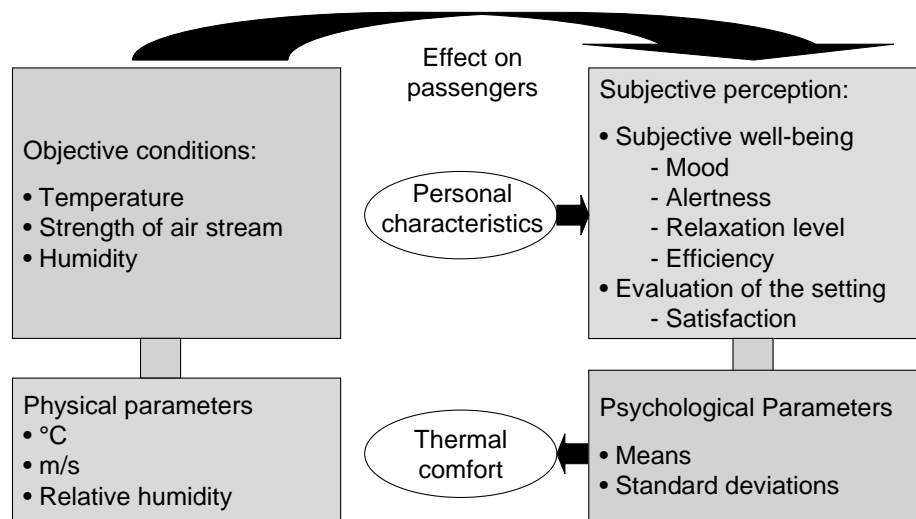 Effect on
passengers
Objective conditions:
• Temperature
• Strength of air stream
• Humidity
Personal
characteristics
Subjective perception:
• Subjective well-being
- Mood
- Alertness
- Relaxation level
- Efficiency
• Evaluation of the setting
- Satisfaction
Physical parameters
• °C
• m/s
• Relative humidity
Thermal
comfort
Psychological Parameters
• Means
• Standard deviations